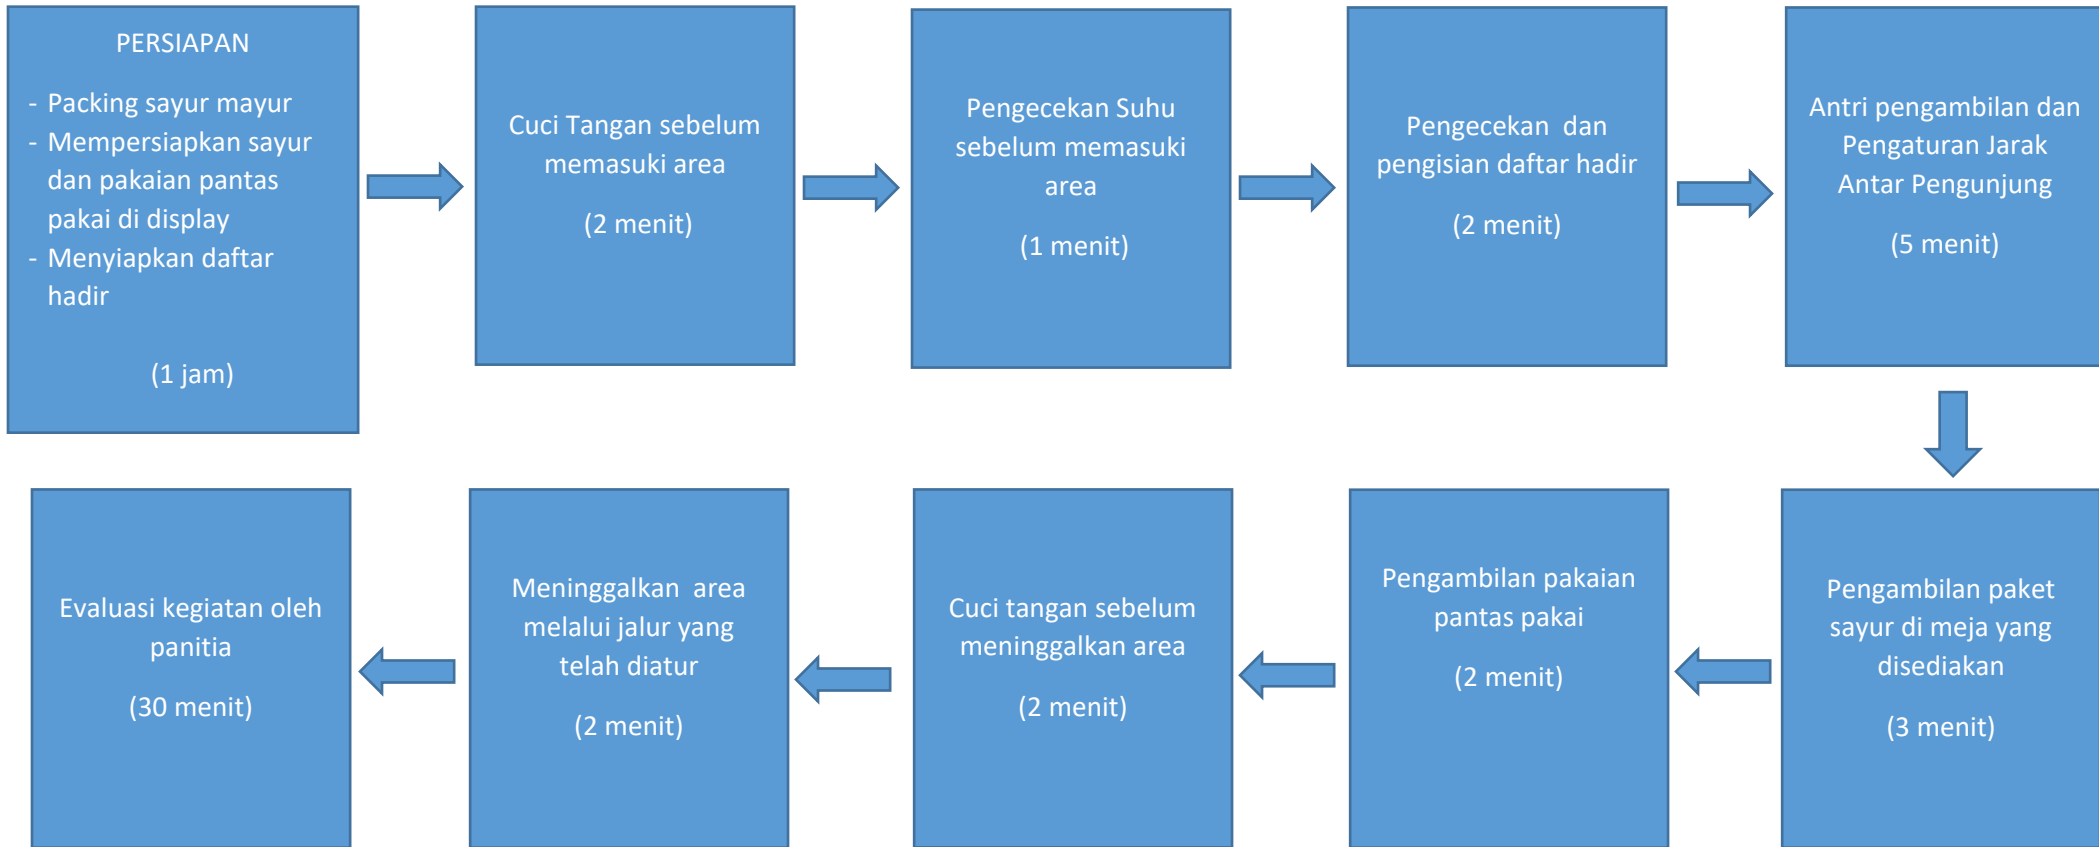 PERSIAPAN
- Packing sayur mayur
- Mempersiapkan sayur
dan pakaian pantas
pakai di display
- Menyiapkan daftar
hadir
(1 jam)
Cuci Tangan sebelum
memasuki area
(2 menit)
Pengecekan Suhu
sebelum memasuki
area
(1 menit)
Pengecekan dan
pengisian daftar hadir
(2 menit)
Antri pengambilan dan
Pengaturan Jarak
Antar Pengunjung
(5 menit)
Pengambilan paket
sayur di meja yang
disediakan
(3 menit)
Pengambilan pakaian
pantas pakai
(2 menit)
Cuci tangan sebelum
meninggalkan area
(2 menit)
Meninggalkan area
melalui jalur yang
telah diatur
(2 menit)
Evaluasi kegiatan oleh
panitia
(30 menit)